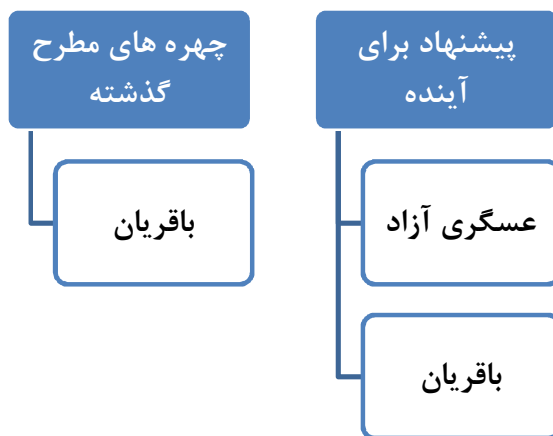 پیشنهاد برای
آینده
عسگری آزاد
باقریان
چهره های مطرح
گذشته
باقریان